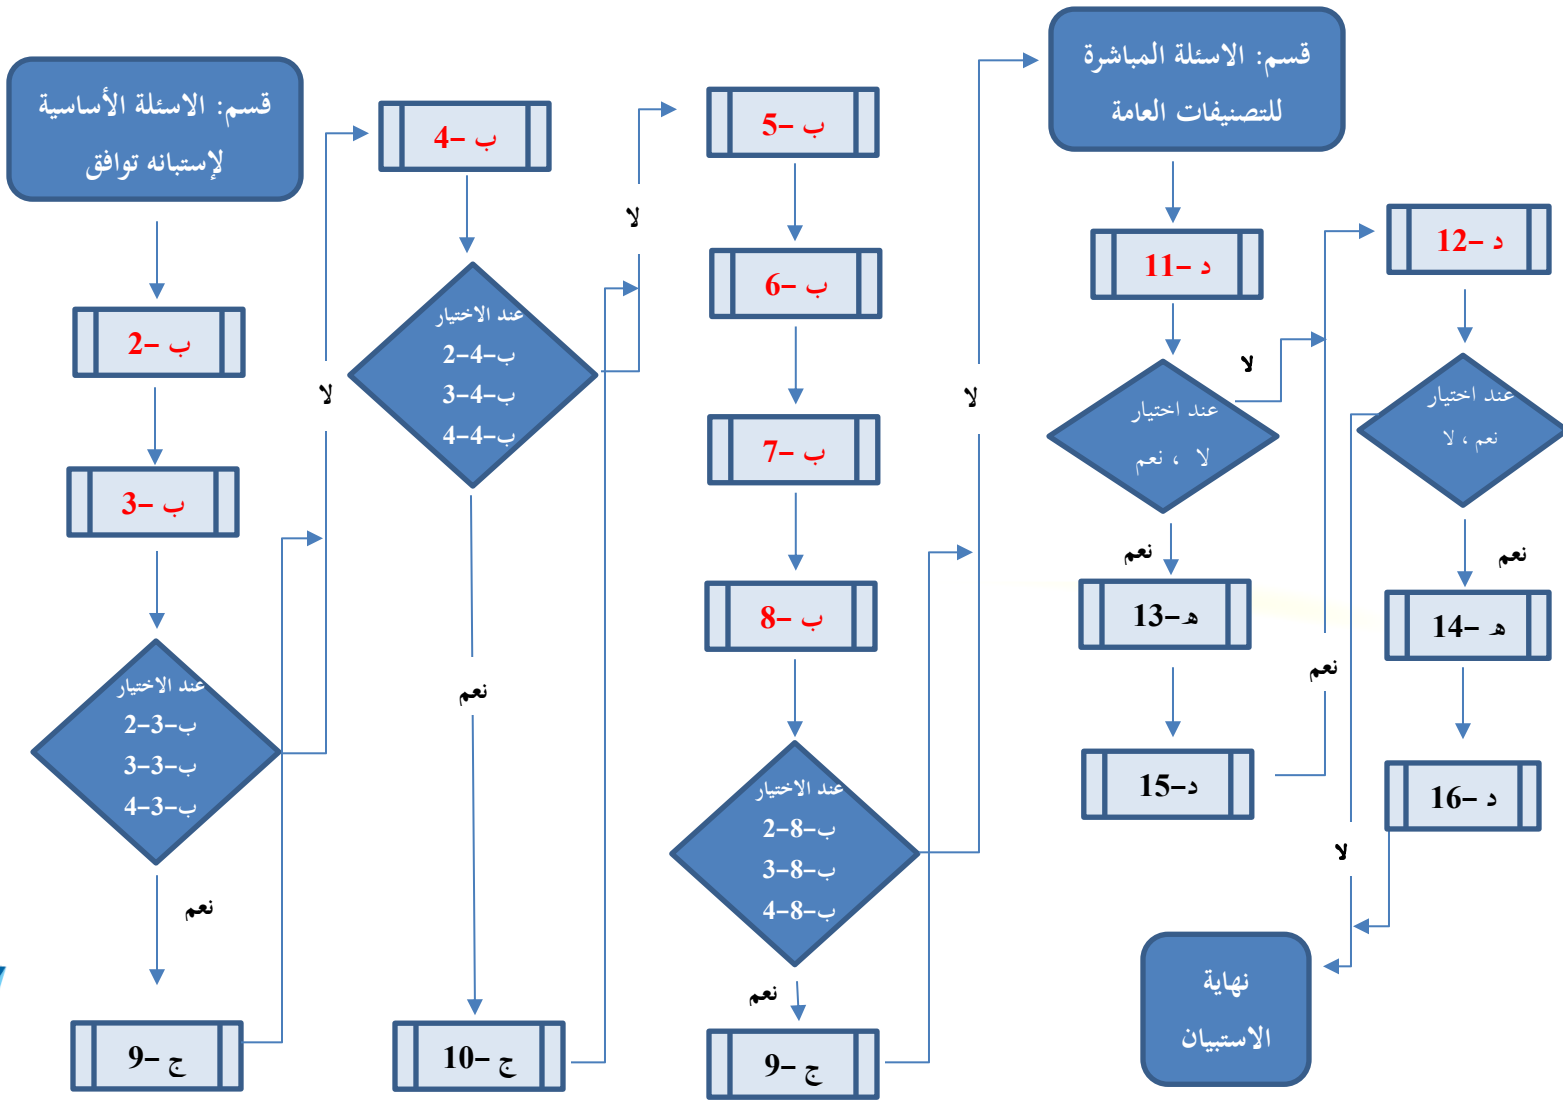 قسم: الاسئلة الأساسية
لإستبانه توافق
ب -2
ب -3
عند الاختيار
ب-3-2
ب-3-3
ب-3-4
نعم
ج -9
لا
ب -4
عند الاختيار
ب-4-2
ب-4-3
ب-4-4
نعم
ج -10
لا
ب -5
ب -6
ب -7
ب -8
عند الاختيار
ب-8-2
ب-8-3
ب-8-4
نعم
ج -9
لا
قسم: الاسئلة المباشرة
للتصنيفات العامة
د -11
عند اختيار
لا ، نعم
لا
نعم
هـ-13
د-15
نعم
د -12
عند اختيار
نعم ، لا
نعم
هـ -14
د -16
لا
نهاية
الاستبيان